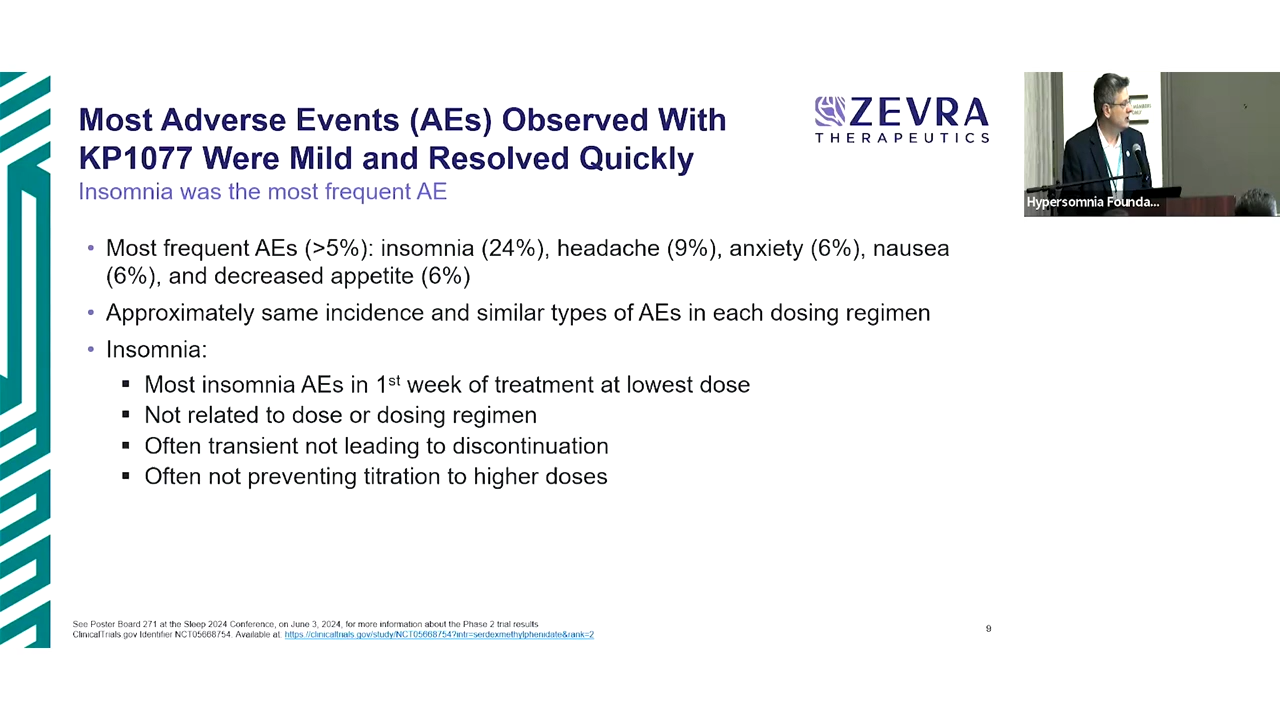 Most Adverse Events (AEs) Observed With
KP1077 Were Mild and Resolved Quickly
Insomnia was the most frequent AE
ZEVRA
THERAPEUTICS
• Most frequent AEs (>5%): insomnia (24%), headache (9%), anxiety (6%), nausea
(6%), and decreased appetite (6%)
• Approximately same incidence and similar types of AEs in each dosing regimen
• Insomnia:
▪ Most insomnia AEs in 1st week of treatment at lowest dose
▪ Not related to dose or dosing regimen
▪ Often transient not leading to discontinuation
▪ Often not preventing titration to higher doses
Hypersomnia Founda...
See Poster Board 271 at the Sleep 2024 Conference, on June 3, 2024, for more information about the Phase 2 trial results
ClinicalTrials.gov Identifier NCT05668754. Available at. https://clinicaltrials.gov/study/NCT05668754?intr=serdexmethylphenidate&rank=2
9